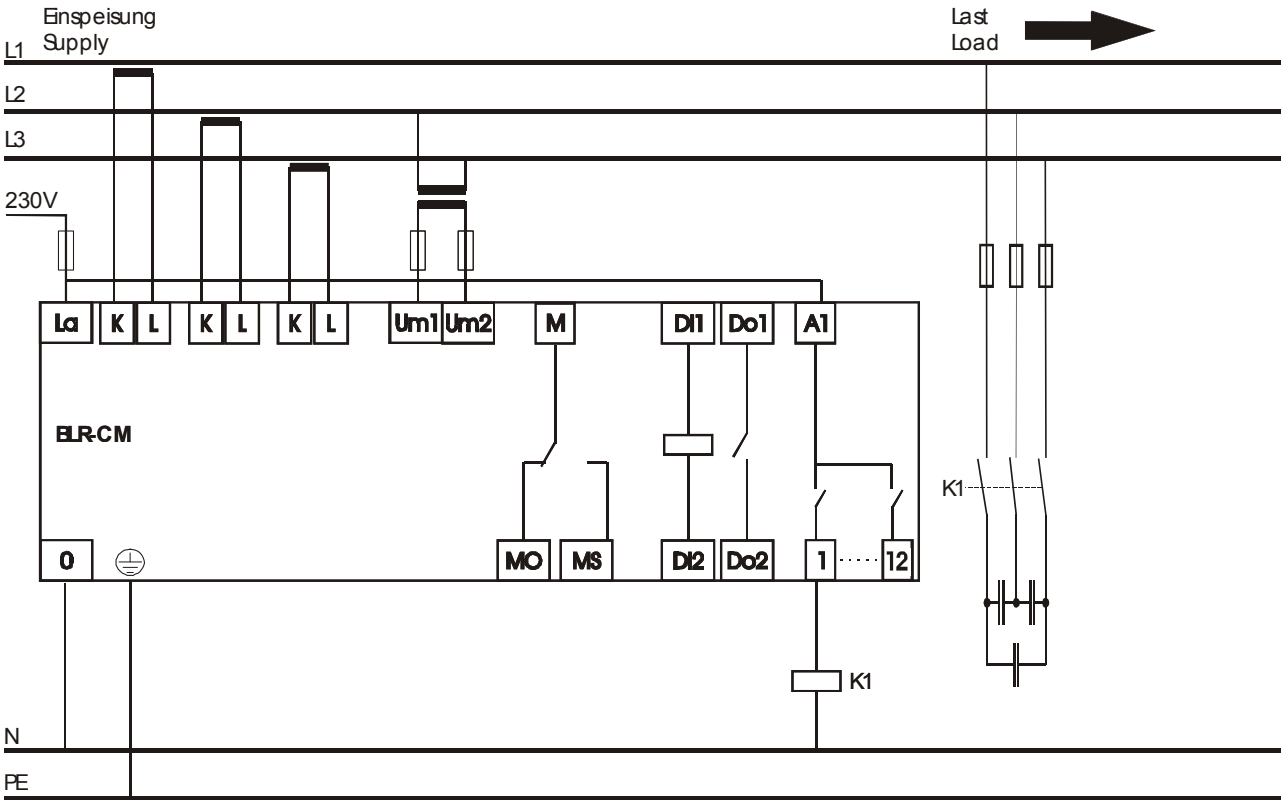 Einspeisung
Supply
Last
Load
L1
L2
L3
230V
La K L K L K L Um1 Um2 M DI1 Do1 A1
BLR-CM
K1
0 MO MS DI2 Do2 1 ..... 12
K1
N
PE